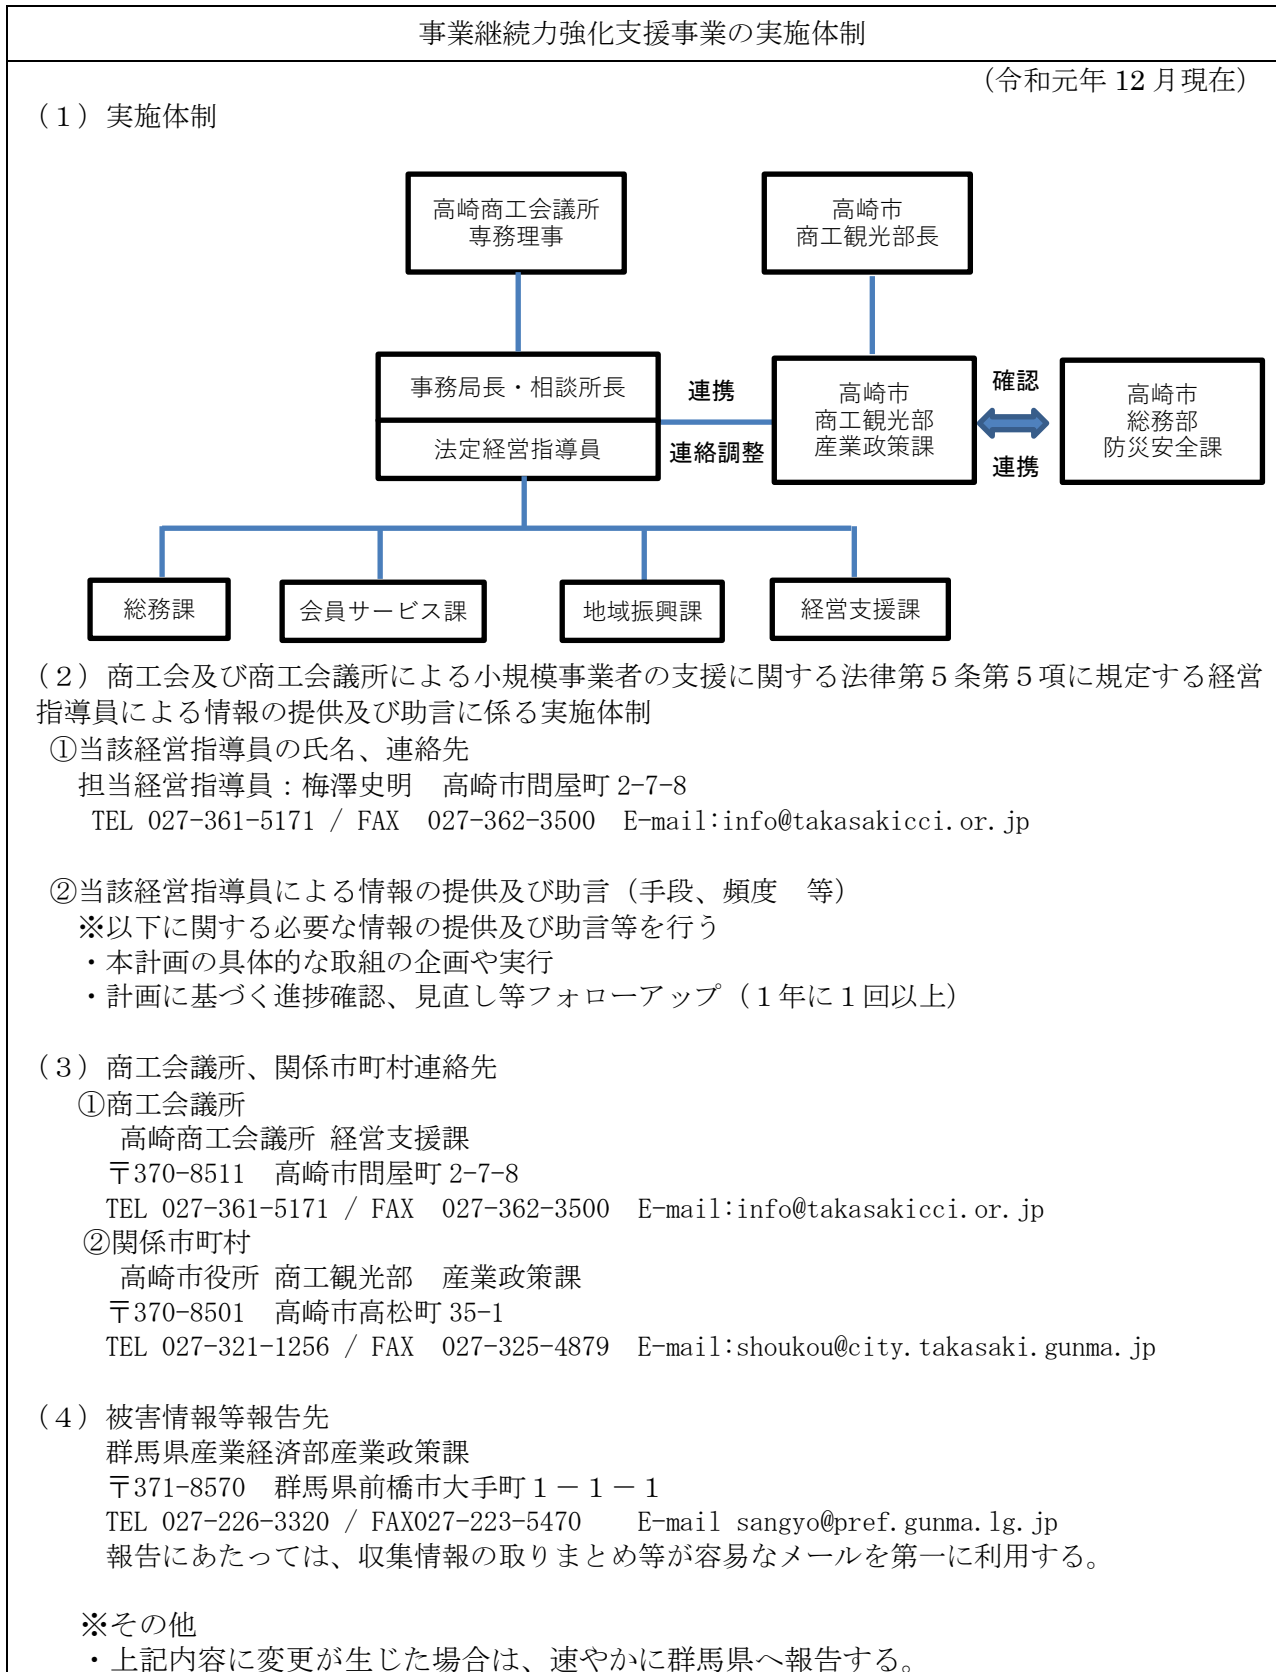 事業継続力強化支援事業の実施体制
（令和元年 12 月現在）
（１）実施体制
高崎商工会議所
専務理事
高崎市
商工観光部長
事務局長・相談所長
法定経営指導員
連携
連絡調整
高崎市
商工観光部
産業政策課
確認
連携
高崎市
総務部
防災安全課
総務課
会員サービス課
地域振興課
経営支援課
（２）商工会及び商工会議所による小規模事業者の支援に関する法律第５条第５項に規定する経営
指導員による情報の提供及び助言に係る実施体制
①当該経営指導員の氏名、連絡先
担当経営指導員：梅澤史明　高崎市問屋町 2-7-8
TEL 027-361-5171 / FAX　027-362-3500　E-mail:info@takasakicci.or.jp
②当該経営指導員による情報の提供及び助言（手段、頻度　等）
※以下に関する必要な情報の提供及び助言等を行う
・本計画の具体的な取組の企画や実行
・計画に基づく進捗確認、見直し等フォローアップ（１年に１回以上）
（３）商工会議所、関係市町村連絡先
①商工会議所
高崎商工会議所 経営支援課
〒370-8511　高崎市問屋町 2-7-8
TEL 027-361-5171 / FAX　027-362-3500　E-mail:info@takasakicci.or.jp
②関係市町村
高崎市役所 商工観光部　産業政策課
〒370-8501　高崎市高松町 35-1
TEL 027-321-1256 / FAX　027-325-4879　E-mail:shoukou@city.takasaki.gunma.jp
（４）被害情報等報告先
群馬県産業経済部産業政策課
〒371-8570　群馬県前橋市大手町１－１－１
TEL 027-226-3320 / FAX027-223-5470　　E-mail sangyo@pref.gunma.lg.jp
報告にあたっては、収集情報の取りまとめ等が容易なメールを第一に利用する。
※その他
・上記内容に変更が生じた場合は、速やかに群馬県へ報告する。